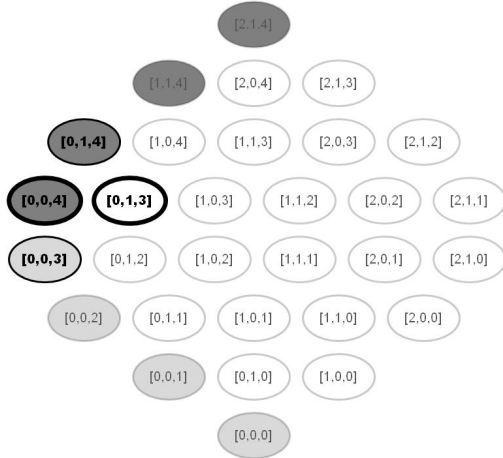 [2,1,4]
[1,1,4] [2,0,4] [2,1,3]
[0,1,4] [1,0,4] [1,1,3] [2,0,3] [2,1,2]
[0,0,4] [0,1,3] [1,0,3] [1,1,2] [2,0,2] [2,1,1]
[0,0,3] [0,1,2] [1,0,2] [1,1,1] [2,0,1] [2,1,0]
[0,0,2] [0,1,1] [1,0,1] [1,1,0] [2,0,0]
[0,0,1] [0,1,0] [1,0,0]
[0,0,0]